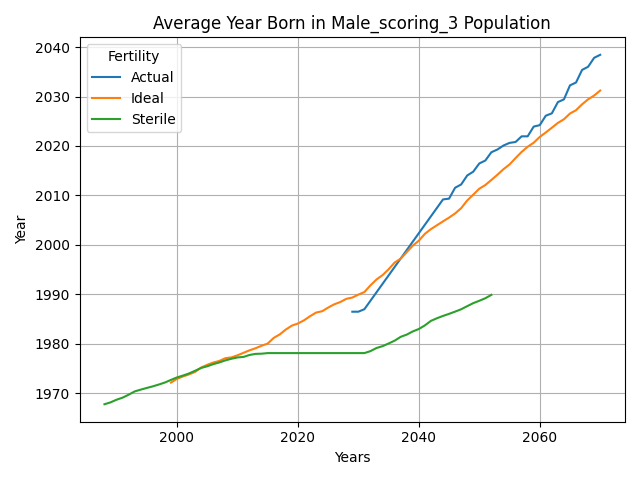 Average Year Born in Male_scoring_3 Population
Fertility
Actual
Ideal
Sterile
2040
2030
2020
2010
2000
1990
1980
1970
Year
2000
2020
2040
2060
Years